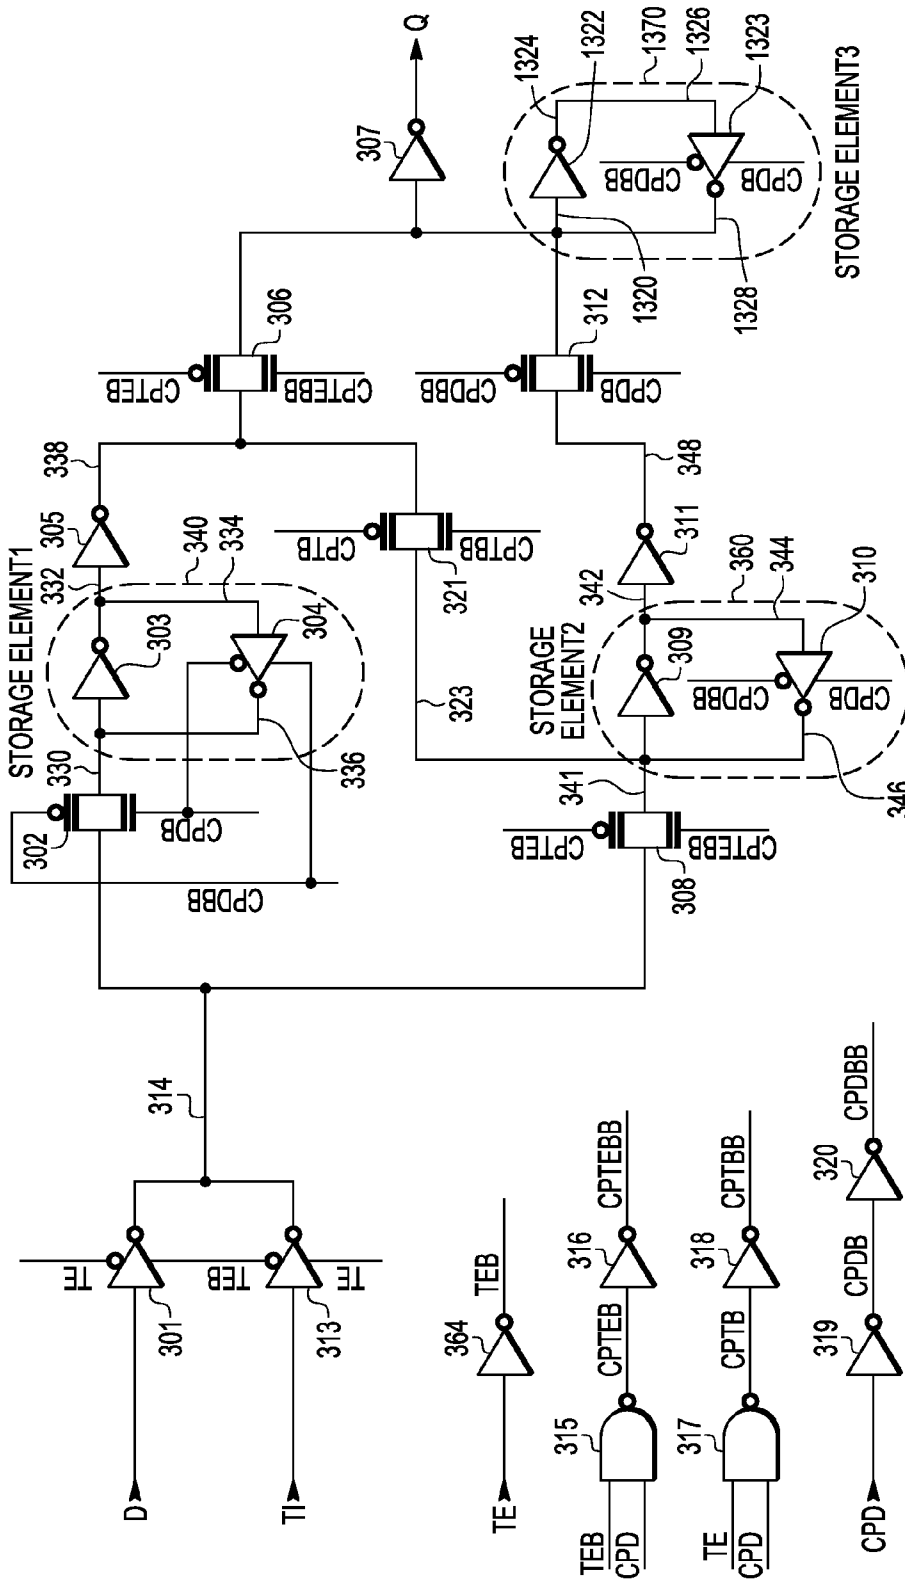 D
TI
TE
301
TEB
TE
313
314
TE
364
TEB
TEB
CPD
315
CPTEB
316
CPTEBB
TE
CPD
317
CPTB
318
CPTBB
CPD
319
CPDB
320
CPDBB
STORAGE ELEMENT1
302
330
CPDB
CPDBB
303
332
305
338
340
334
304
336
CPTEB
CPTEBB
306
CPTB
CPTBB
321
323
STORAGE
ELEMENT2
CPTEB
CPTEBB
308
341
309
342
311
348
360
344
CPDBB
CPDB
310
346
CPDBB
CPDB
312
307
Q
1324
1322
1370
1326
1323
CPDBB
CPDB
1320
1328
STORAGE ELEMENT3